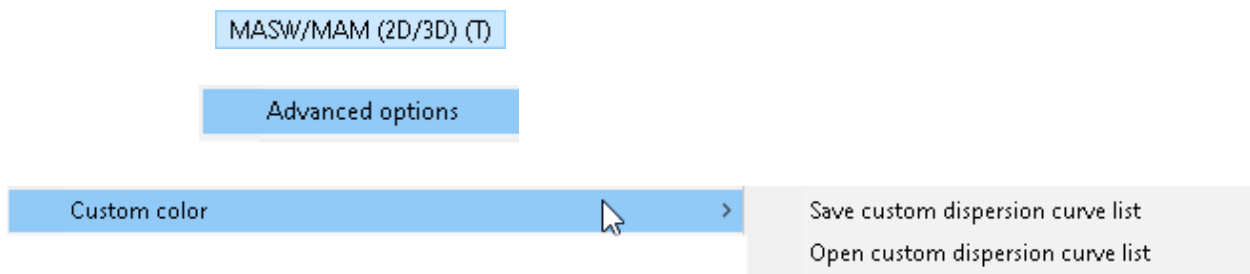 MASW/MAM (2D/3D) (T)
Advanced options
Custom color > Save custom dispersion curve list
Open custom dispersion curve list